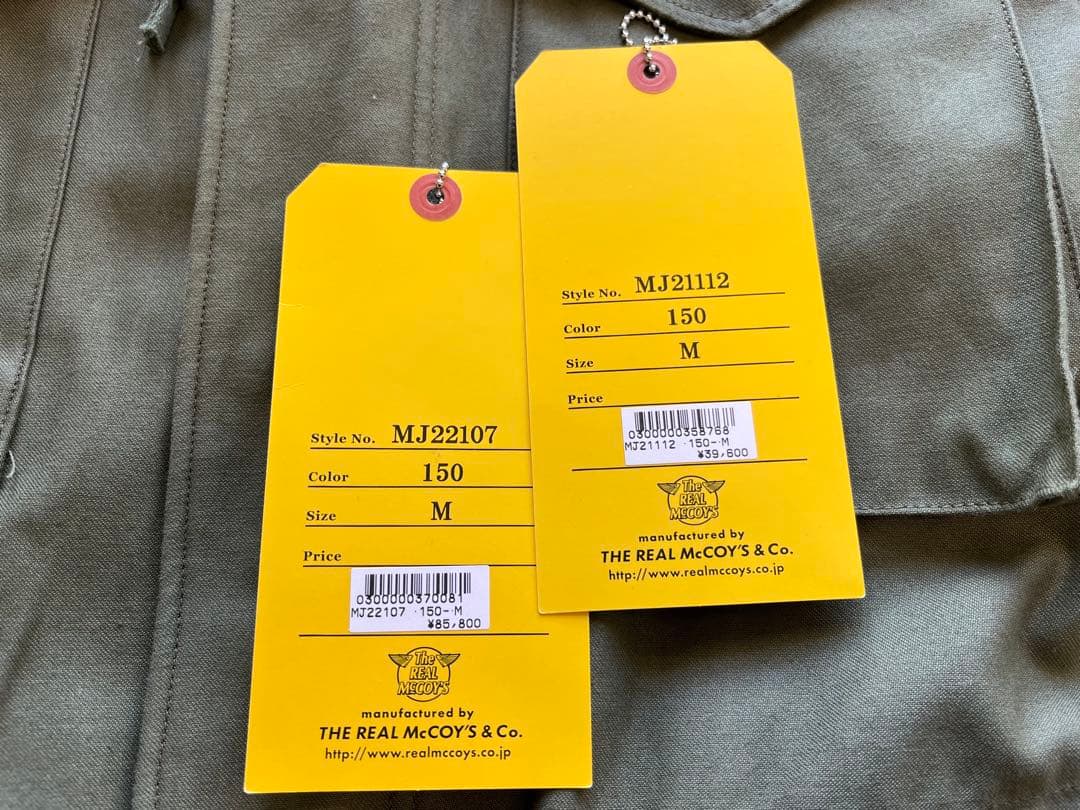 Style No. MJ22107
Color 150
Size M
Price
0300000370081
MJ22107 150- M
¥85,800
The
REAL
McCOY'S
manufactured by
THE REAL McCOY'S & Co.
http://www.realmccoys.co.jp
Style No. MJ21112
Color 150
Size M
Price
0300000358768
MJ21112 150- M
¥39,600
The
REAL
McCOY'S
manufactured by
THE REAL McCOY'S & Co.
http://www.realmccoys.co.jp